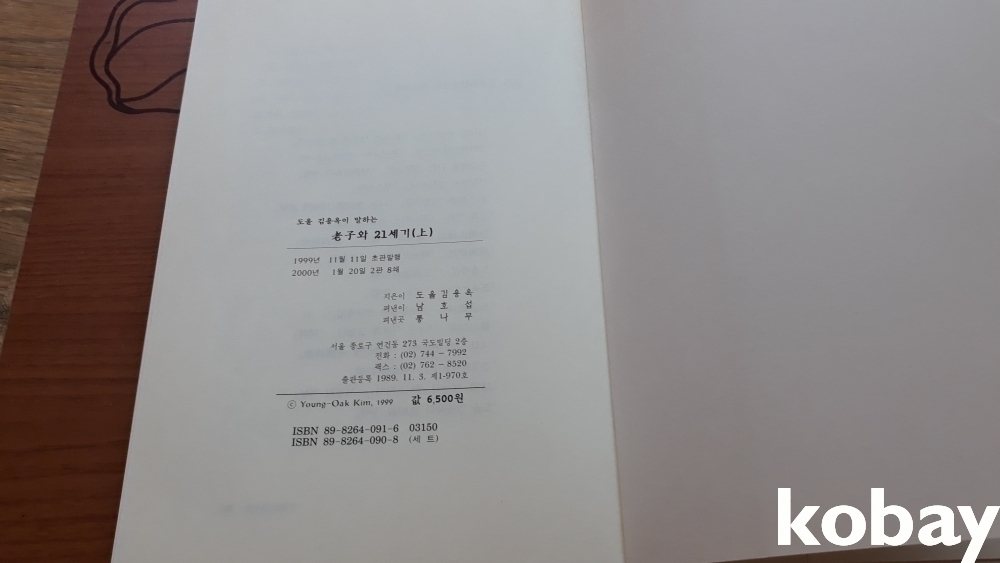 도올 김용옥이 말하는
老子와 21세기(上)
1999년 11월 11일 초판발행
2000년 1월 20일 2판 8쇄
지은이 도올김용옥
펴낸이 남호섭
펴낸곳 통나무
서울 종로구 연건동 273 국도빌딩 2층
전화 : (02) 744 - 7992
팩스 : (02) 762 - 8520
출판등록 1989. 11. 3. 제1-970호
ⓒ Young-Oak Kim, 1999 값 6,500원
ISBN 89-8264-091-6 03150
ISBN 89-8264-090-8 (세트)
kobay